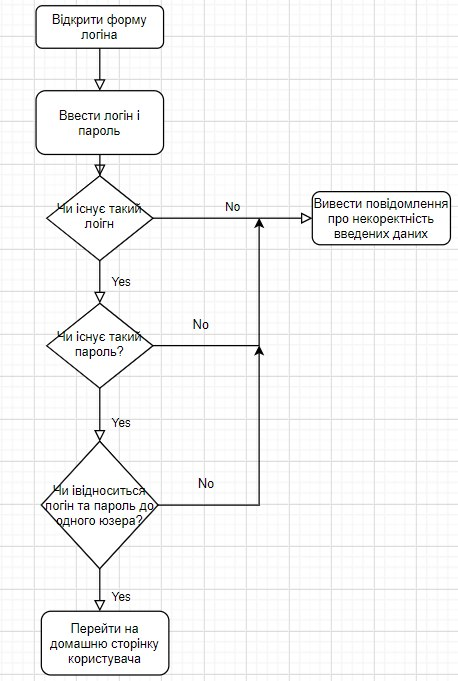 Відкрити форму
логіна
Ввести логін і
пароль
Чи існує такий
лоігн
No
Вивести повідомлення
про некоректність
введених даних
Yes
Чи існує такий
пароль?
No
Yes
Чи івідноситься
логін та пароль до
одного юзера?
No
Yes
Перейти на
домашню сторінку
користувача